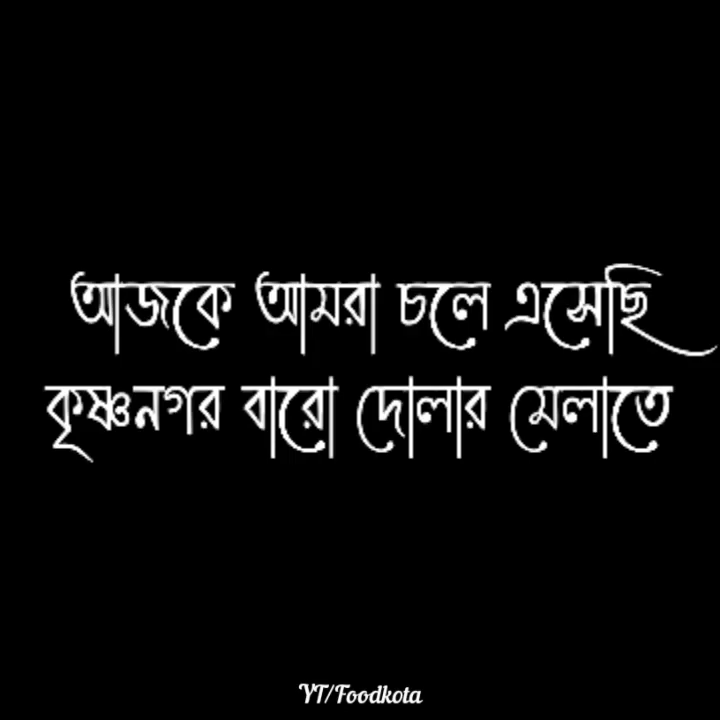 আজকে আমরা চলে এসেছি
কৃষ্ণনগর বারো দোলার মেলাতে
YT/Foodkota